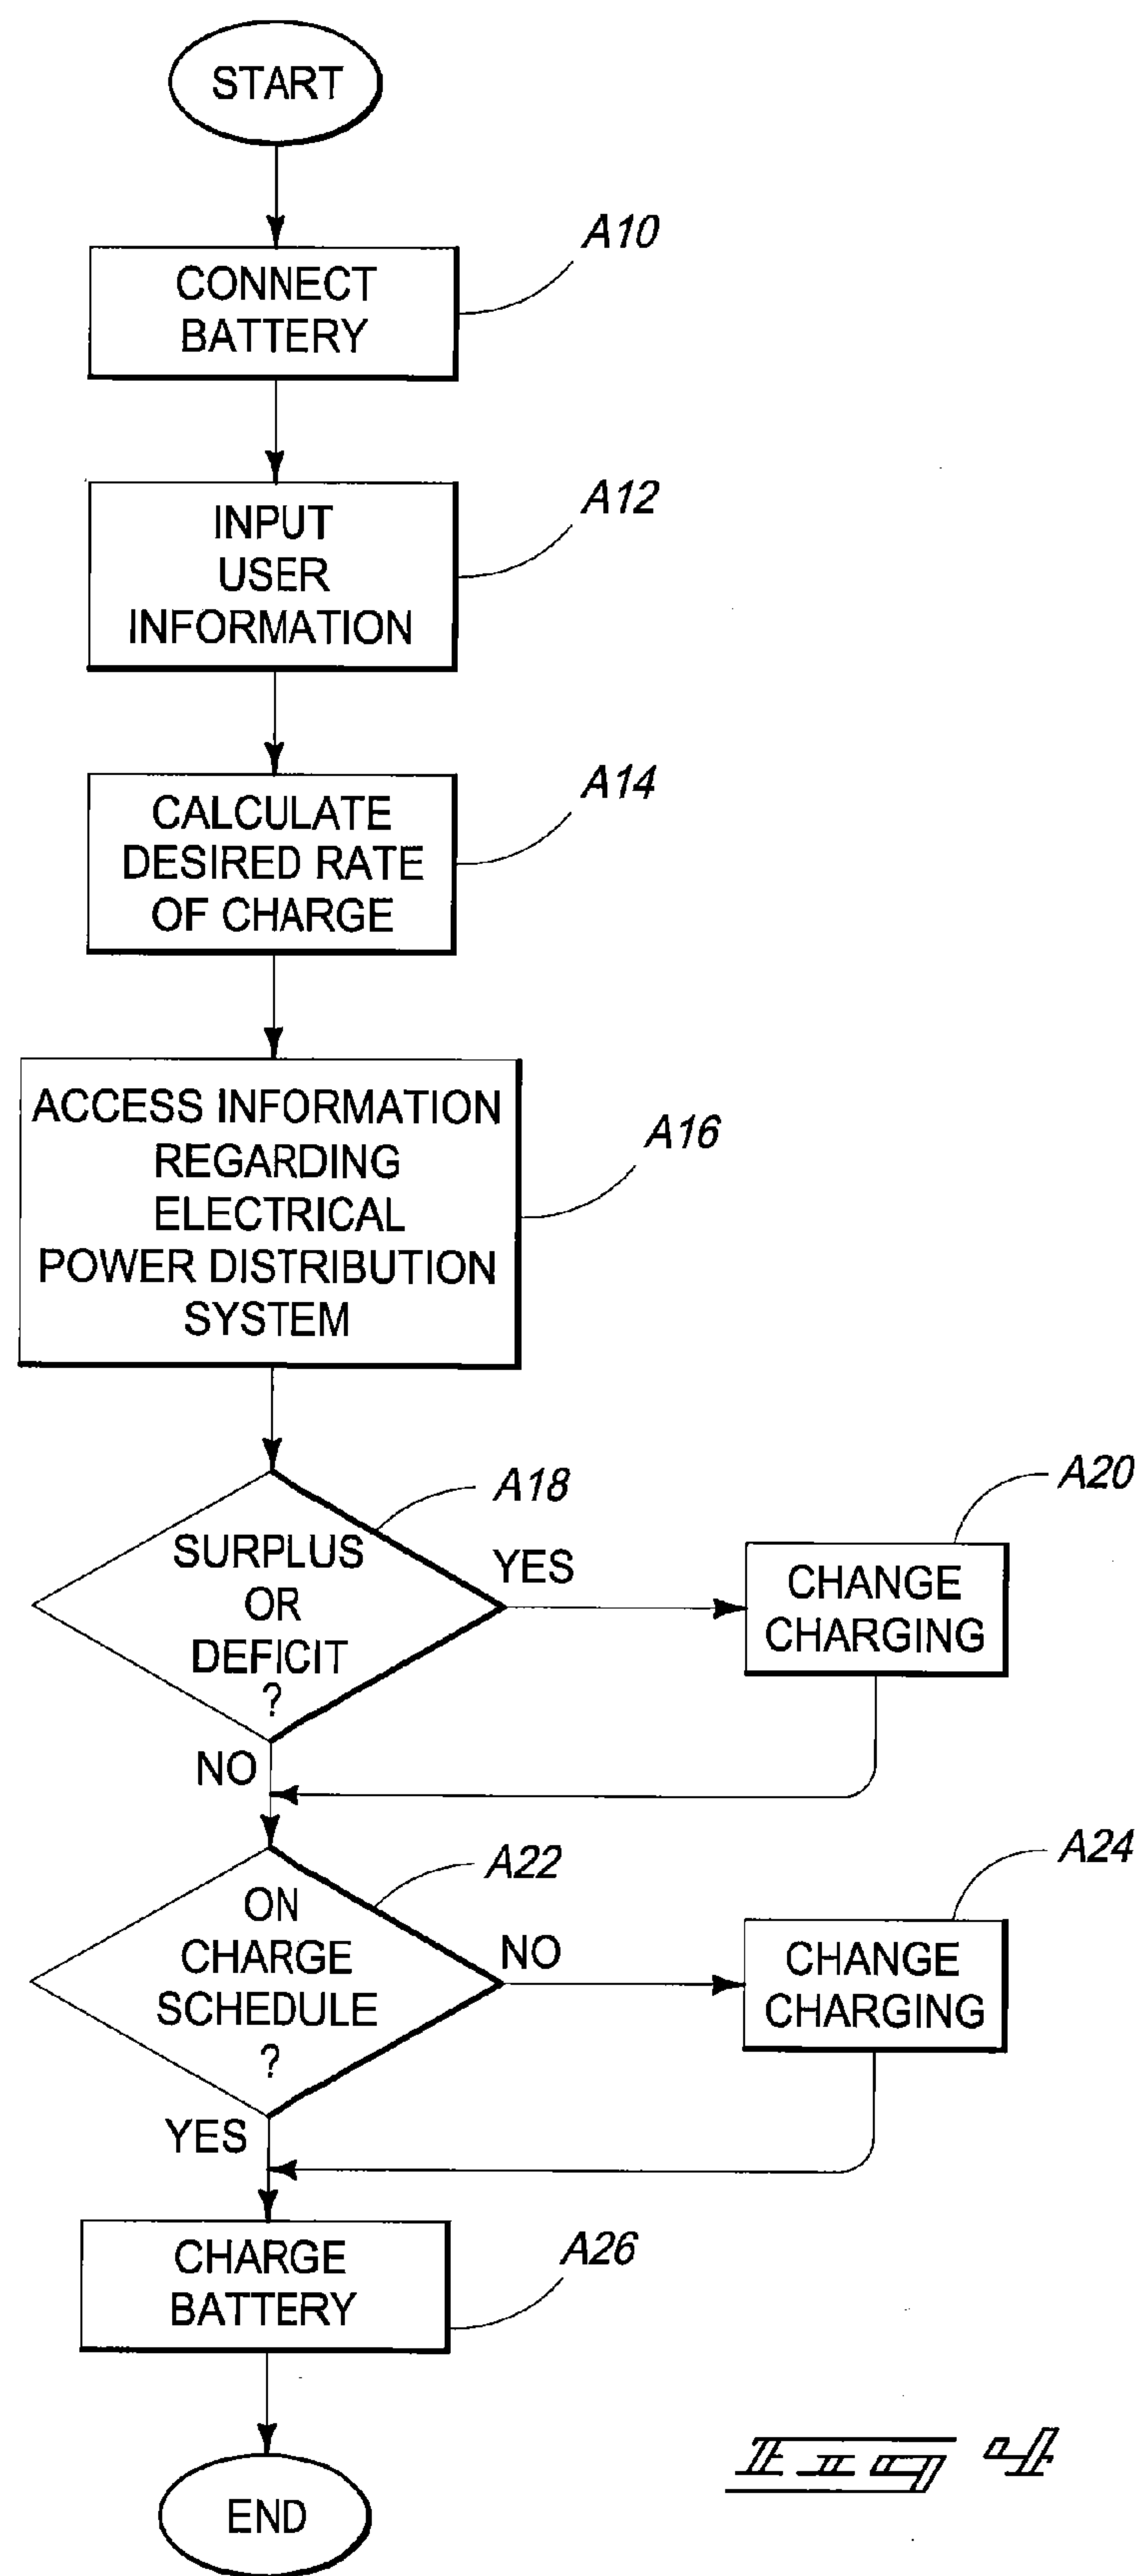 START
A10
CONNECT
BATTERY
A12
INPUT
USER
INFORMATION
A14
CALCULATE
DESIRED RATE
OF CHARGE
A16
ACCESS INFORMATION
REGARDING
ELECTRICAL
POWER DISTRIBUTION
SYSTEM
A18
SURPLUS
OR
DEFICIT
?
YES
A20
CHANGE
CHARGING
NO
A22
ON
CHARGE
SCHEDULE
?
NO
A24
CHANGE
CHARGING
YES
A26
CHARGE
BATTERY
END
Fig 4